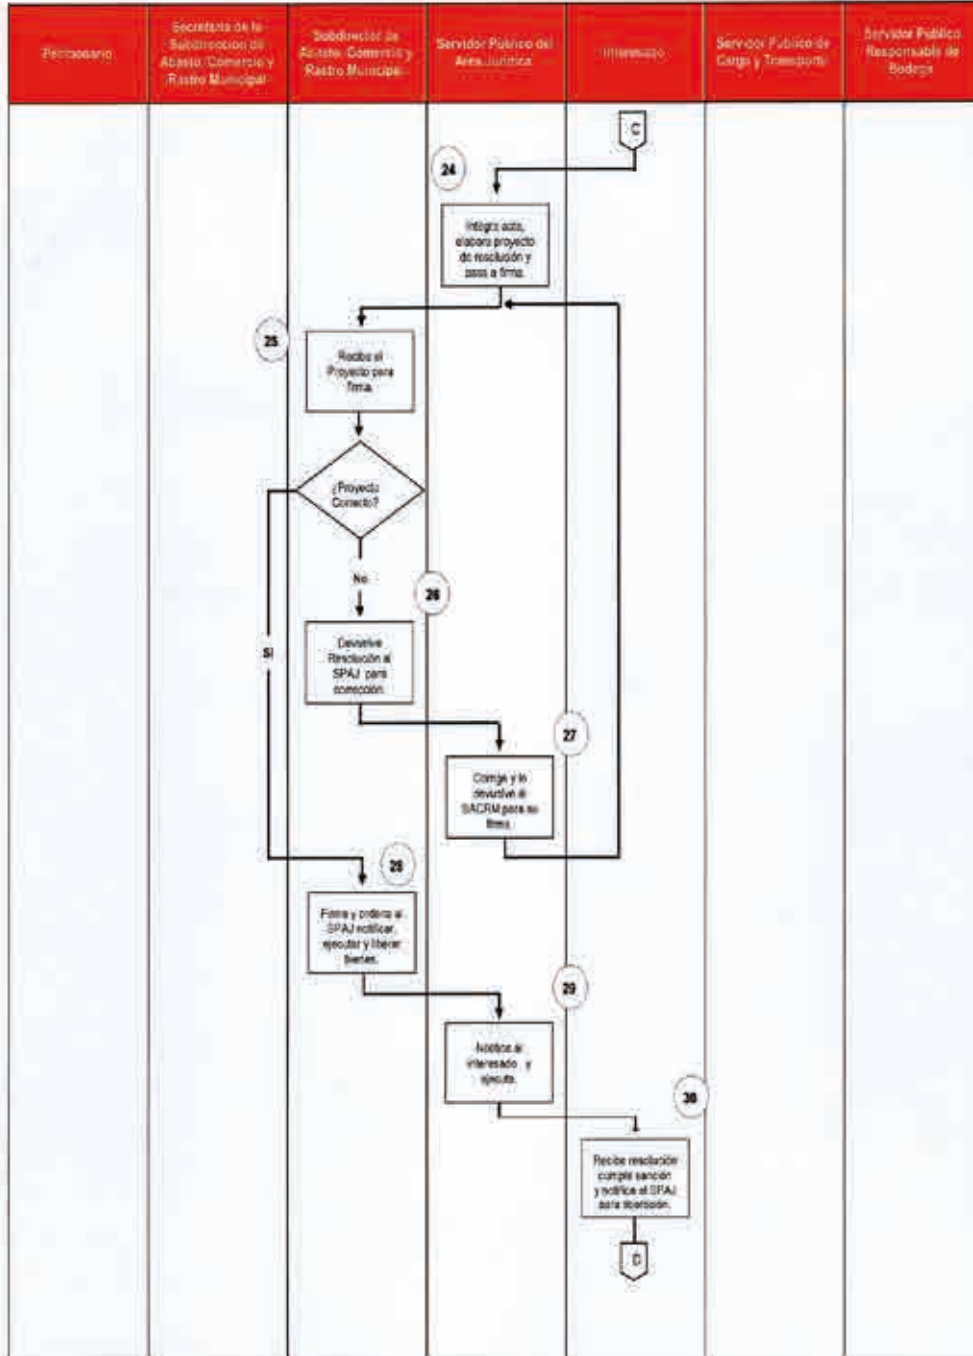 Peticionario
Secretaria de la
Subdirección de
Abasto, Comercio y
Rastro Municipal
Subdirector de
Abasto, Comercio y
Rastro Municipal
Servidor Público del
Área Jurídica
Interesado
Servidor Público de
Carga y Transporte
Servidor Público
Responsable de
Bodega
C
24
Integra acta,
elabora proyecto
de resolución y
pasa a firma.
25
Recibe el
Proyecto para
firma.
¿Proyecto
Correcto?
No
26
SI
Devuelve
Resolución al
SPAJ para
corrección.
27
Corrige y lo
devuelve al
SACRM para su
firma.
28
Firma y ordena al
SPAJ notificar,
ejecutar y liberar
bienes.
29
Notifica al
interesado y
ejecuta.
30
Recibe resolución
cumple sanción
y notifica al SPAJ
para liberación.
D